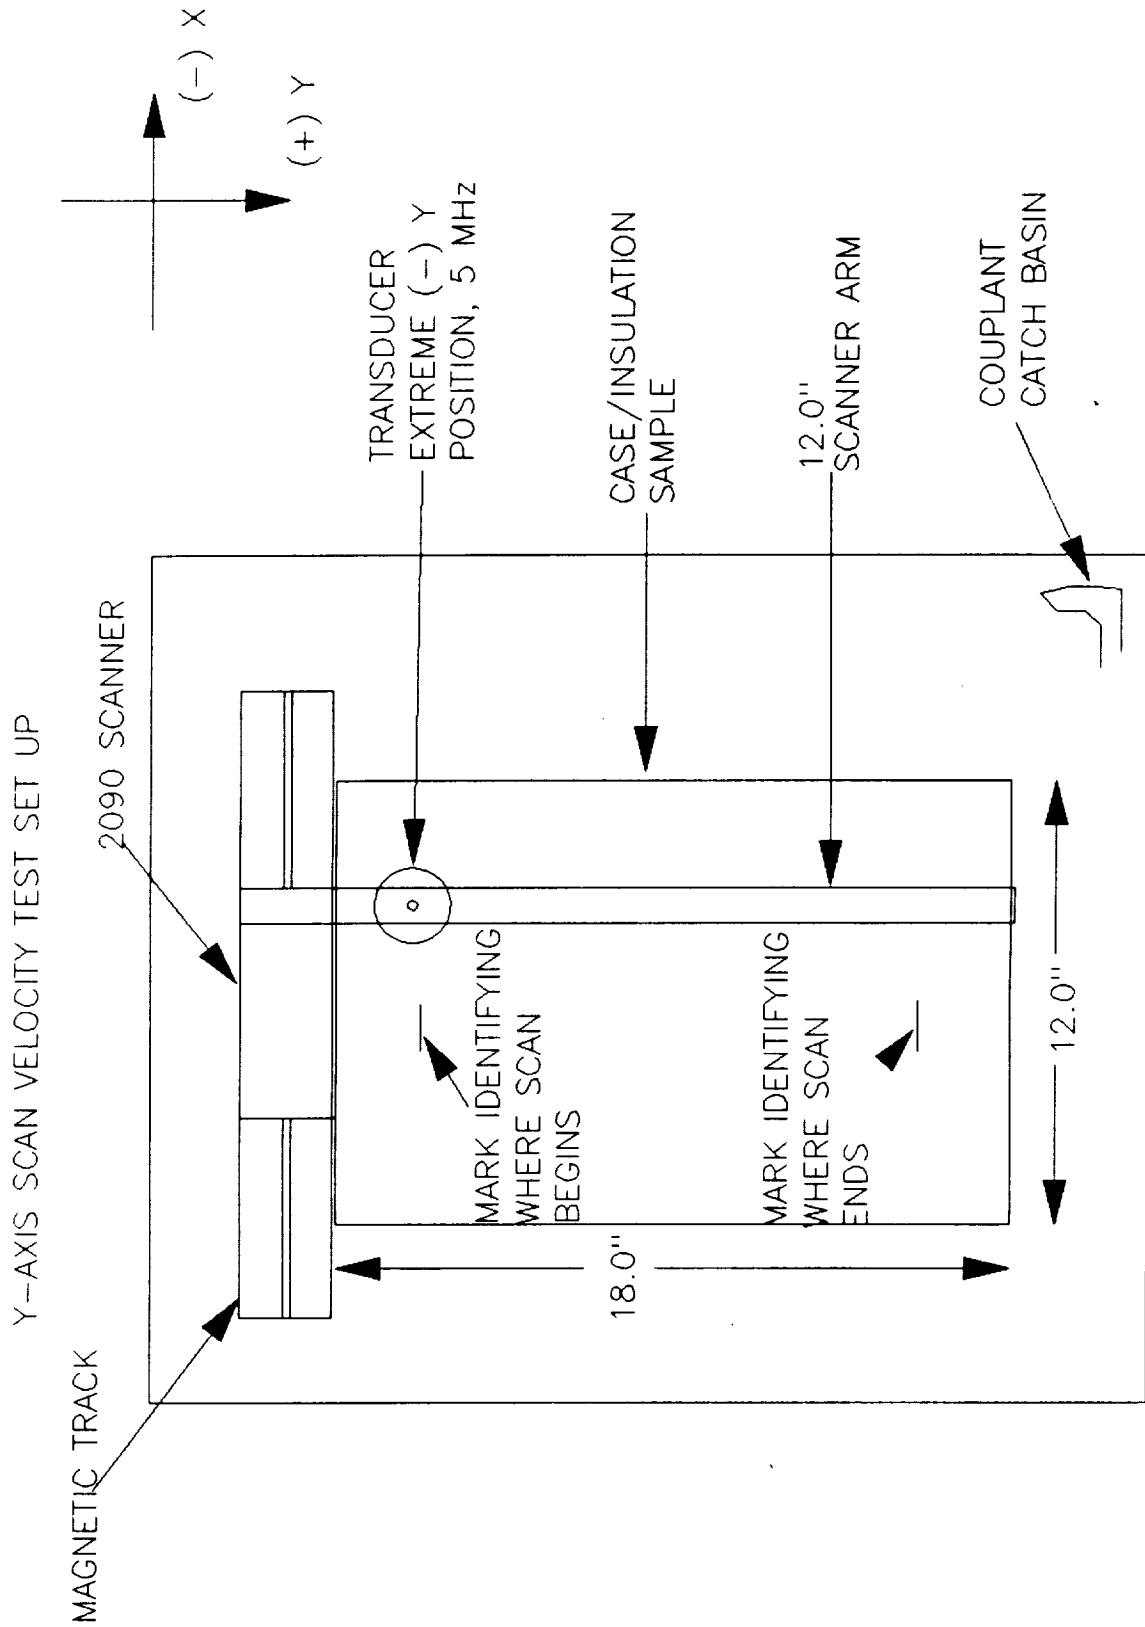 Y-AXIS SCAN VELOCITY TEST SET UP
MAGNETIC TRACK
2090 SCANNER
(-) X
(+) Y
TRANSDUCER
EXTREME (-) Y
POSITION, 5 MHz
MARK IDENTIFYING
WHERE SCAN
BEGINS
18.0"
CASE/INSULATION
SAMPLE
MARK IDENTIFYING
WHERE SCAN
ENDS
12.0"
SCANNER ARM
12.0"
COUPLANT
CATCH BASIN